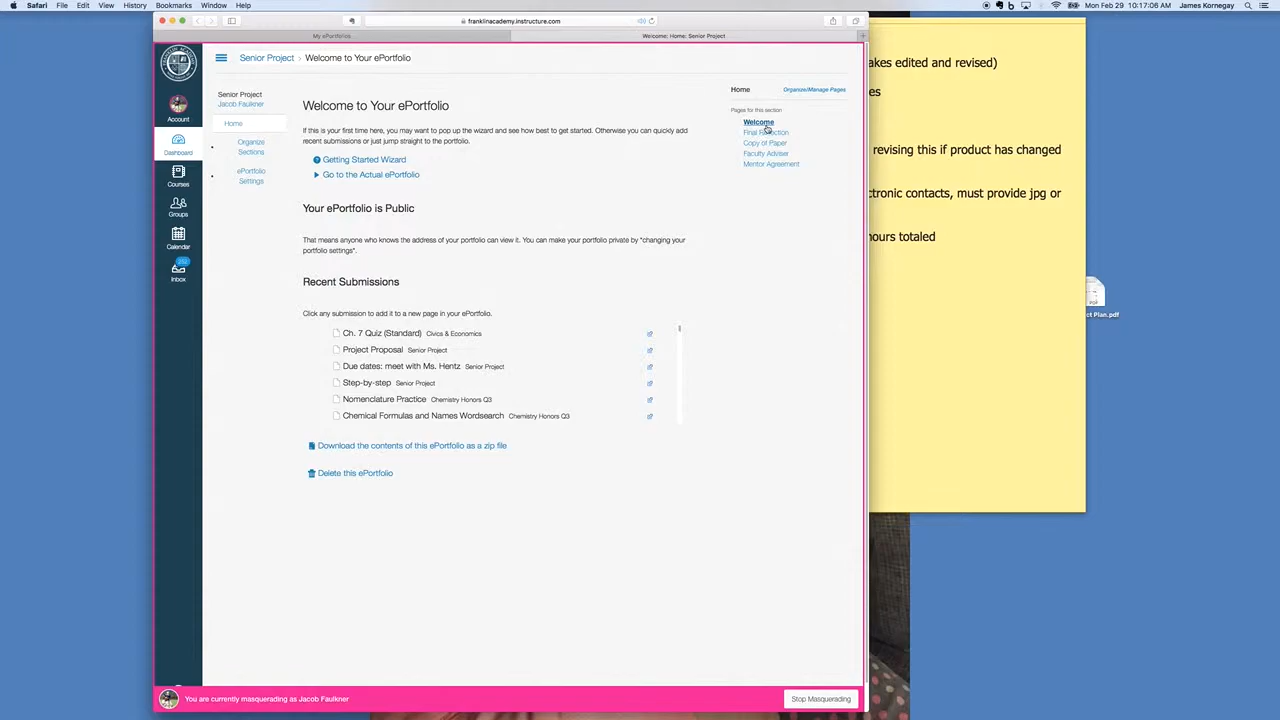 Safari File Edit View History Bookmarks Window Help
Mon Feb 29 10:17:06 AM James Kornegay
franklinacademy.instructure.com
My ePortfolios
Welcome: Home: Senior Project
Senior Project › Welcome to Your ePortfolio
Account
Dashboard
Courses
Groups
Calendar
252
Inbox
Senior Project
Jacob Faulkner
Home
Organize
Sections
ePortfolio
Settings
Welcome to Your ePortfolio
If this is your first time here, you may want to pop up the wizard and see how best to get started. Otherwise you can quickly add
recent submissions or just jump straight to the portfolio.
Getting Started Wizard
Go to the Actual ePortfolio
Your ePortfolio is Public
That means anyone who knows the address of your portfolio can view it. You can make your portfolio private by "changing your
portfolio settings".
Recent Submissions
Click any submission to add it to a new page in your ePortfolio.
Ch. 7 Quiz (Standard) Civics & Economics
Project Proposal Senior Project
Due dates: meet with Ms. Hentz Senior Project
Step-by-step Senior Project
Nomenclature Practice Chemistry Honors Q3
Chemical Formulas and Names Wordsearch Chemistry Honors Q3
Download the contents of this ePortfolio as a zip file
Delete this ePortfolio
Home Organize/Manage Pages
Pages for this section
Welcome
Copy of Paper
Faculty Adviser
Mentor Agreement
akes edited and revised)
es
revising this if product has changed
ctronic contacts, must provide jpg or
hours totaled
ct Plan.pdf
You are currently masquerading as Jacob Faulkner
Stop Masquerading